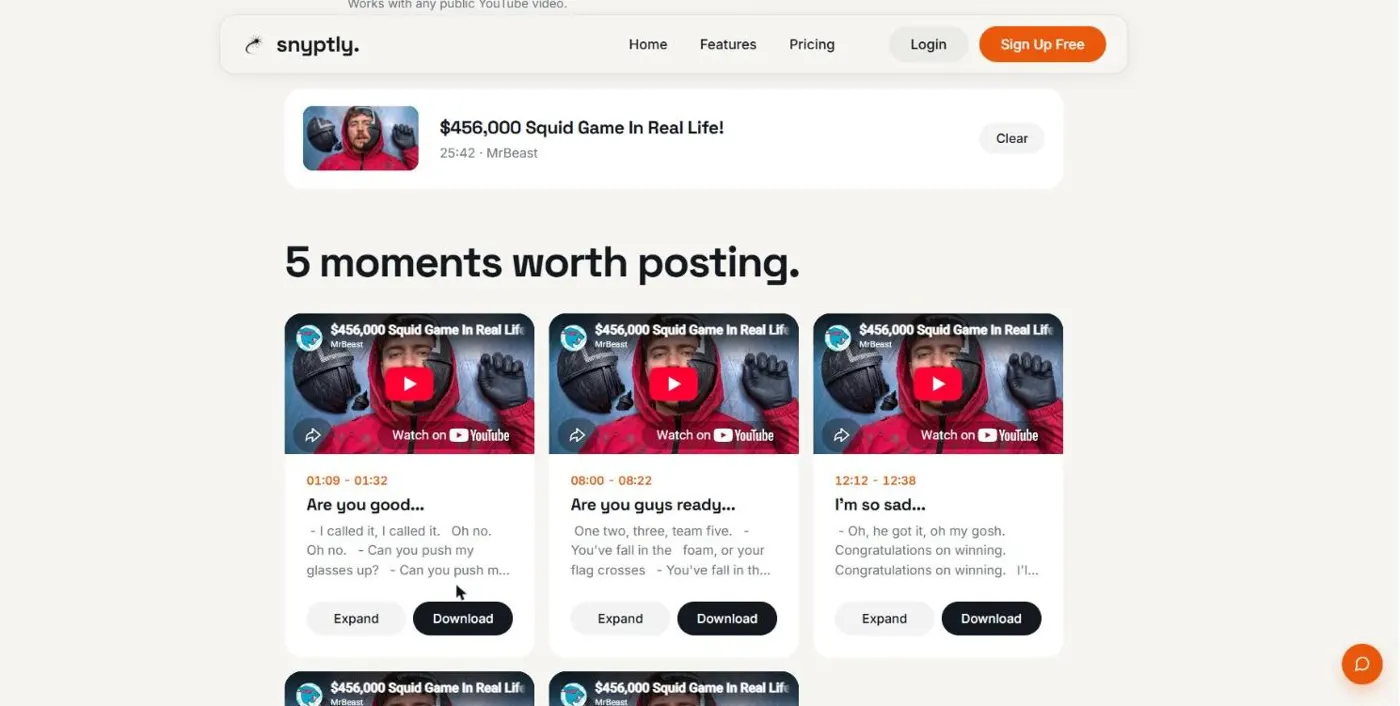 Works with any public YouTube video.
snyptly.
Home
Features
Pricing
Login
Sign Up Free
$456,000 Squid Game In Real Life!
25:42 · MrBeast
Clear
5 moments worth posting.
$456,000 Squid Game In Real Life
MrBeast
Watch on YouTube
01:09 - 01:32
Are you good...
- I called it, I called it. Oh no.
Oh no. - Can you push my
glasses up? - Can you push m...
Expand
Download
$456,000 Squid Game In Real Life
MrBeast
Watch on YouTube
08:00 - 08:22
Are you guys ready...
One two, three, team five. -
You've fall in the foam, or your
flag crosses - You've fall in th...
Expand
Download
$456,000 Squid Game In Real Life
MrBeast
Watch on YouTube
12:12 - 12:38
I'm so sad...
- Oh, he got it, oh my gosh.
Congratulations on winning.
Congratulations on winning. I'l...
Expand
Download
$456,000 Squid Game In Real Life
MrBeast
$456,000 Squid Game In Real Life
MrBeast